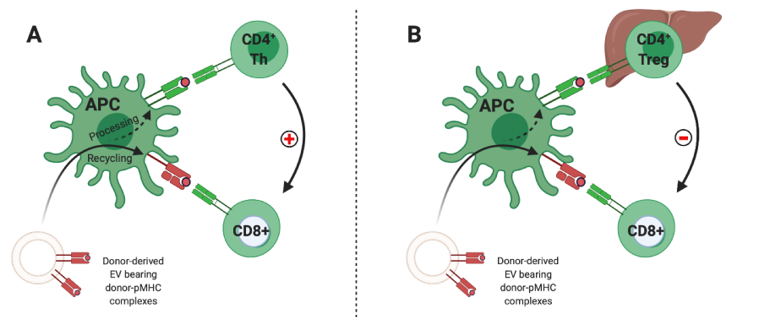 A
CD4+
Th
APC
Processing
Recycling
+
CD8+
Donor-derived
EV bearing
donor-pMHC
complexes
B
CD4+
Treg
APC
-
CD8+
Donor-derived
EV bearing
donor-pMHC
complexes